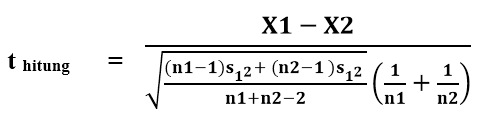 t hitung = X1 − X2
(n1−1)s₁² + (n2−1)s₁²
n1+n2−2
(1/n1 + 1/n2)